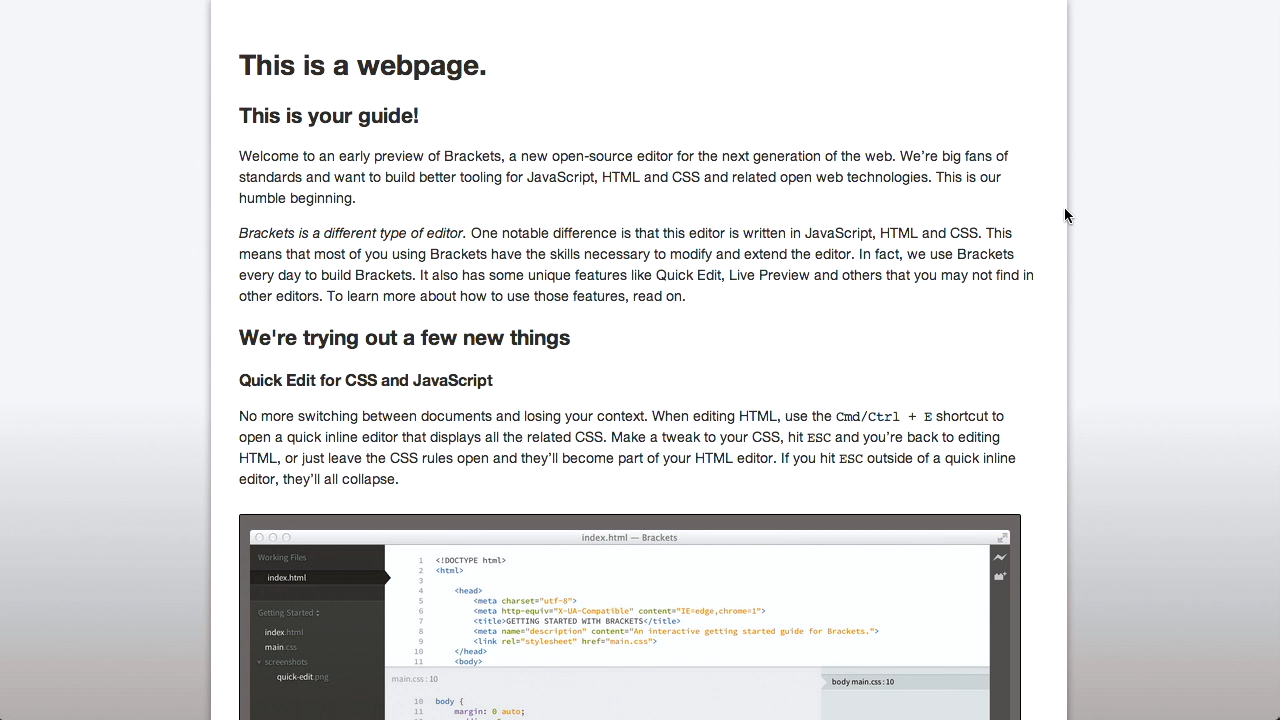 This is a webpage.
This is your guide!
Welcome to an early preview of Brackets, a new open-source editor for the next generation of the web. We're big fans of
standards and want to build better tooling for JavaScript, HTML and CSS and related open web technologies. This is our
humble beginning.
Brackets is a different type of editor. One notable difference is that this editor is written in JavaScript, HTML and CSS. This
means that most of you using Brackets have the skills necessary to modify and extend the editor. In fact, we use Brackets
every day to build Brackets. It also has some unique features like Quick Edit, Live Preview and others that you may not find in
other editors. To learn more about how to use those features, read on.
We're trying out a few new things
Quick Edit for CSS and JavaScript
No more switching between documents and losing your context. When editing HTML, use the Cmd/Ctrl + E shortcut to
open a quick inline editor that displays all the related CSS. Make a tweak to your CSS, hit ESC and you're back to editing
HTML, or just leave the CSS rules open and they'll become part of your HTML editor. If you hit ESC outside of a quick inline
editor, they'll all collapse.
index.html — Brackets
Working Files
index.html
Getting Started
index.html
main.css
screenshots
quick-edit.png
1 <!DOCTYPE html>
2 <html>
3
4 <head>
5 <meta charset="utf-8">
6 <meta http-equiv="X-UA-Compatible" content="IE=edge,chrome=1">
7 <title>GETTING STARTED WITH BRACKETS</title>
8 <meta name="description" content="An interactive getting started guide for Brackets.">
9 <link rel="stylesheet" href="main.css">
10 </head>
11 <body>
main.css : 10
body main.css : 10
10 body {
11 margin: 0 auto;